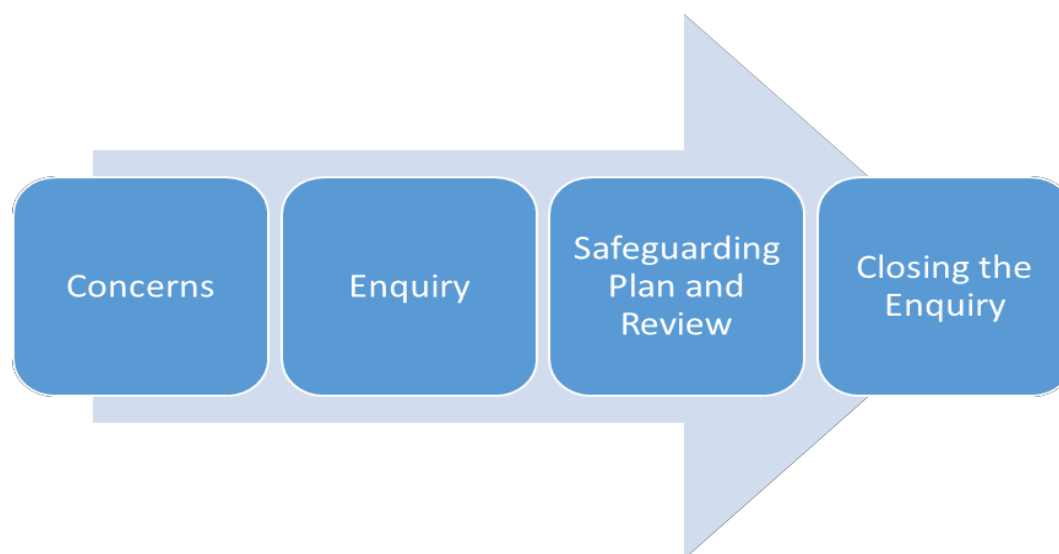 Concerns
Enquiry
Safeguarding
Plan and
Review
Closing the
Enquiry